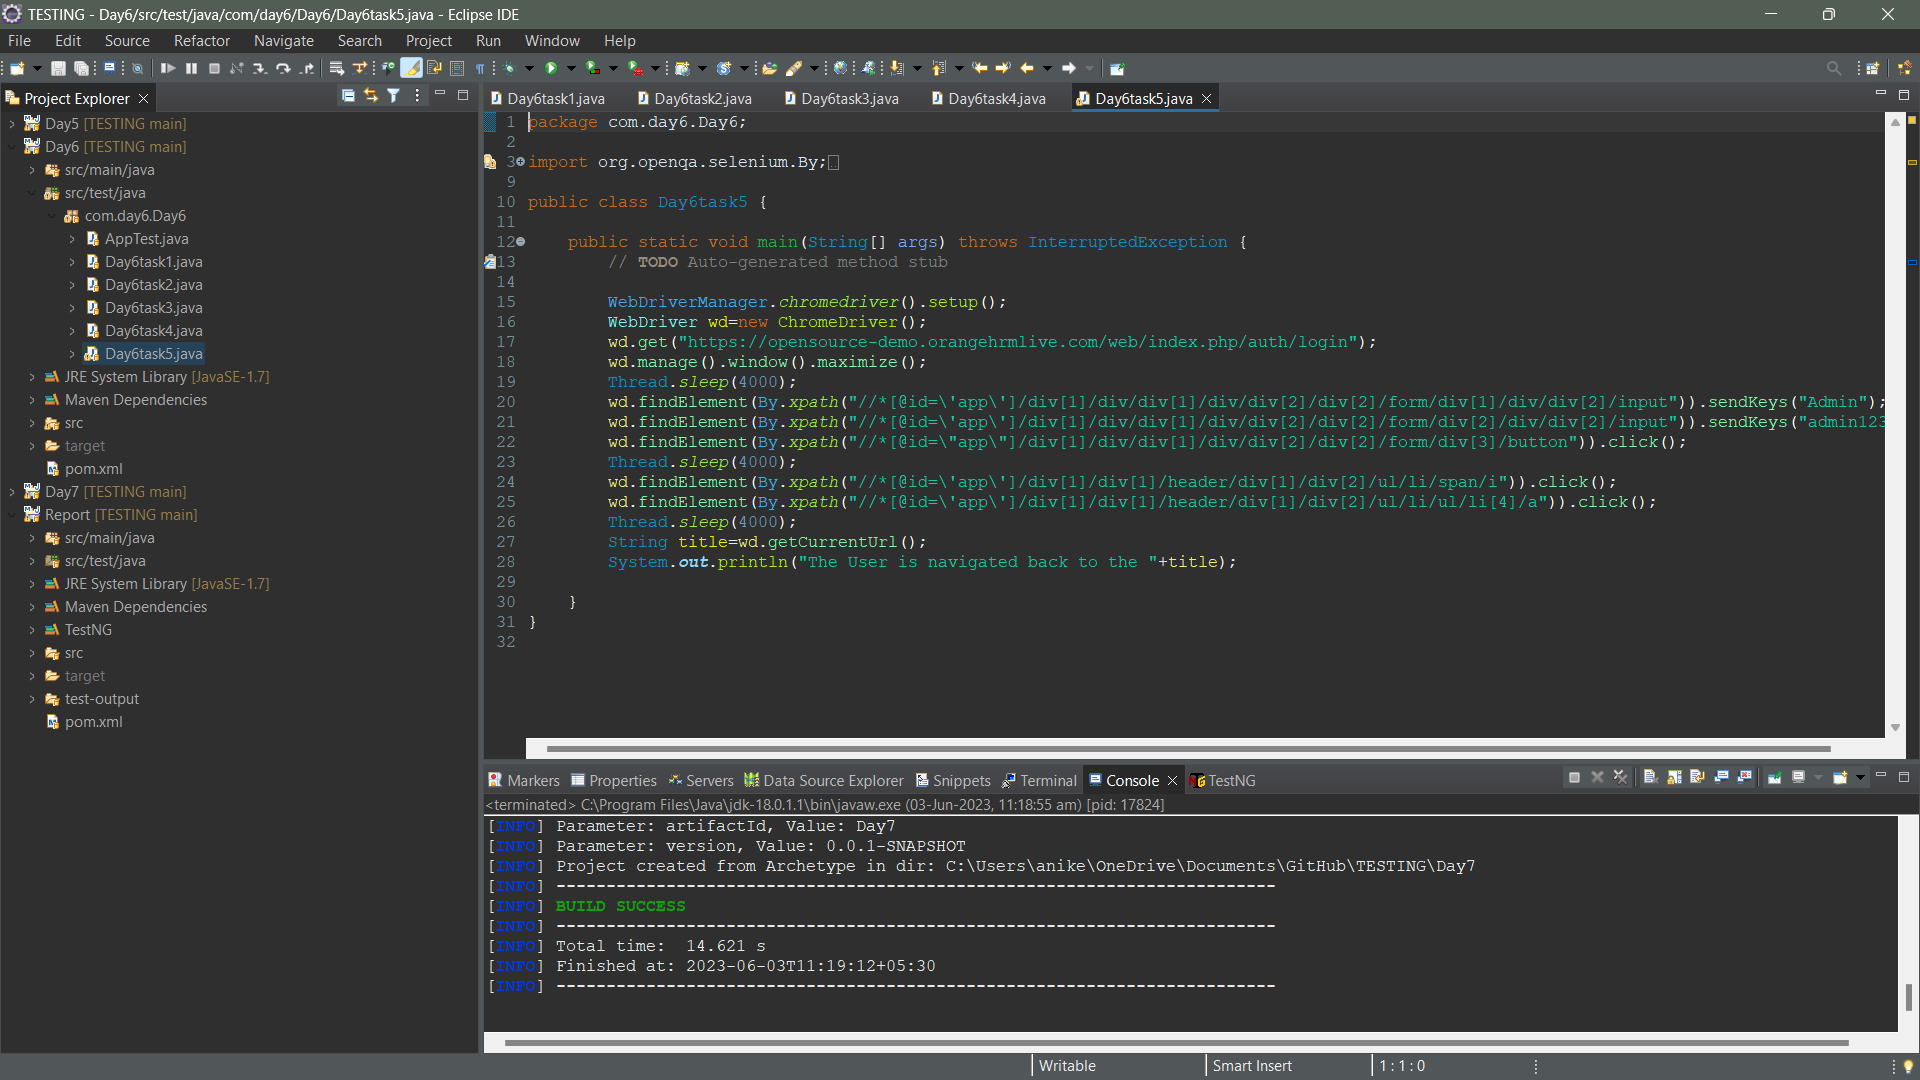 TESTING - Day6/src/test/java/com/day6/Day6/Day6task5.java - Eclipse IDE
File Edit Source Refactor Navigate Search Project Run Window Help
Project Explorer
Day5 [TESTING main]
Day6 [TESTING main]
src/main/java
src/test/java
com.day6.Day6
AppTest.java
Day6task1.java
Day6task2.java
Day6task3.java
Day6task4.java
Day6task5.java
JRE System Library [JavaSE-1.7]
Maven Dependencies
src
target
pom.xml
Day7 [TESTING main]
Report [TESTING main]
src/main/java
src/test/java
JRE System Library [JavaSE-1.7]
Maven Dependencies
TestNG
src
target
test-output
pom.xml
Day6task1.java Day6task2.java Day6task3.java Day6task4.java Day6task5.java
1 package com.day6.Day6;
2
3 import org.openqa.selenium.By;
9
10 public class Day6task5 {
11
12 public static void main(String[] args) throws InterruptedException {
13 // TODO Auto-generated method stub
14
15 WebDriverManager.chromedriver().setup();
16 WebDriver wd=new ChromeDriver();
17 wd.get("https://opensource-demo.orangehrmlive.com/web/index.php/auth/login");
18 wd.manage().window().maximize();
19 Thread.sleep(4000);
20 wd.findElement(By.xpath("//*[@id=\'app\']/div[1]/div/div[1]/div/div[2]/div[2]/form/div[1]/div/div[2]/input")).sendKeys("Admin");
21 wd.findElement(By.xpath("//*[@id=\'app\']/div[1]/div/div[1]/div/div[2]/div[2]/form/div[2]/div/div[2]/input")).sendKeys("admin123
22 wd.findElement(By.xpath("//*[@id=\"app\"]/div[1]/div/div[1]/div/div[2]/div[2]/form/div[3]/button")).click();
23 Thread.sleep(4000);
24 wd.findElement(By.xpath("//*[@id=\'app\']/div[1]/div[1]/header/div[1]/div[2]/ul/li/span/i")).click();
25 wd.findElement(By.xpath("//*[@id=\'app\']/div[1]/div[1]/header/div[1]/div[2]/ul/li/ul/li[4]/a")).click();
26 Thread.sleep(4000);
27 String title=wd.getCurrentUrl();
28 System.out.println("The User is navigated back to the "+title);
29
30 }
31 }
32
Markers Properties Servers Data Source Explorer Snippets Terminal Console TestNG
<terminated> C:\Program Files\Java\jdk-18.0.1.1\bin\javaw.exe (03-Jun-2023, 11:18:55 am) [pid: 17824]
[INFO] Parameter: artifactId, Value: Day7
[INFO] Parameter: version, Value: 0.0.1-SNAPSHOT
[INFO] Project created from Archetype in dir: C:\Users\anike\OneDrive\Documents\GitHub\TESTING\Day7
[INFO] ------------------------------------------------------------------------
[INFO] BUILD SUCCESS
[INFO] ------------------------------------------------------------------------
[INFO] Total time:  14.621 s
[INFO] Finished at: 2023-06-03T11:19:12+05:30
[INFO] ------------------------------------------------------------------------
Writable Smart Insert 1 : 1 : 0